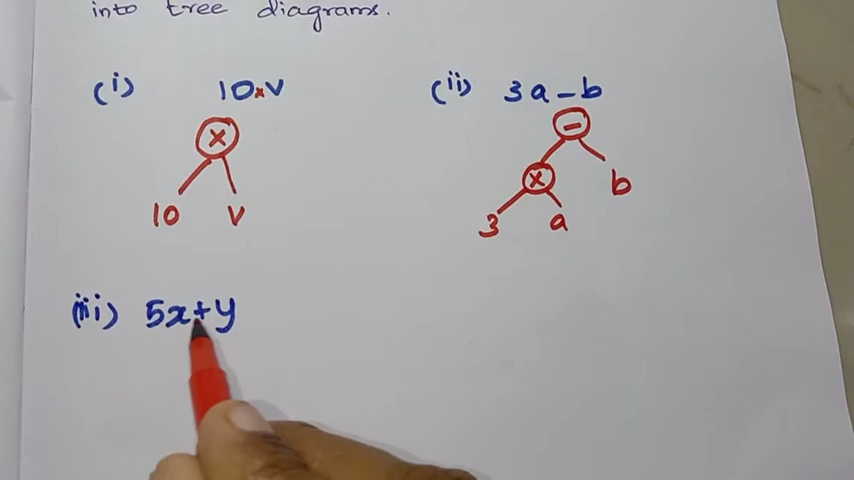 into tree diagrams.
(i) 10×V
×
10 V
(ii) 3a-b
-
× b
3 a
(iii) 5x+y